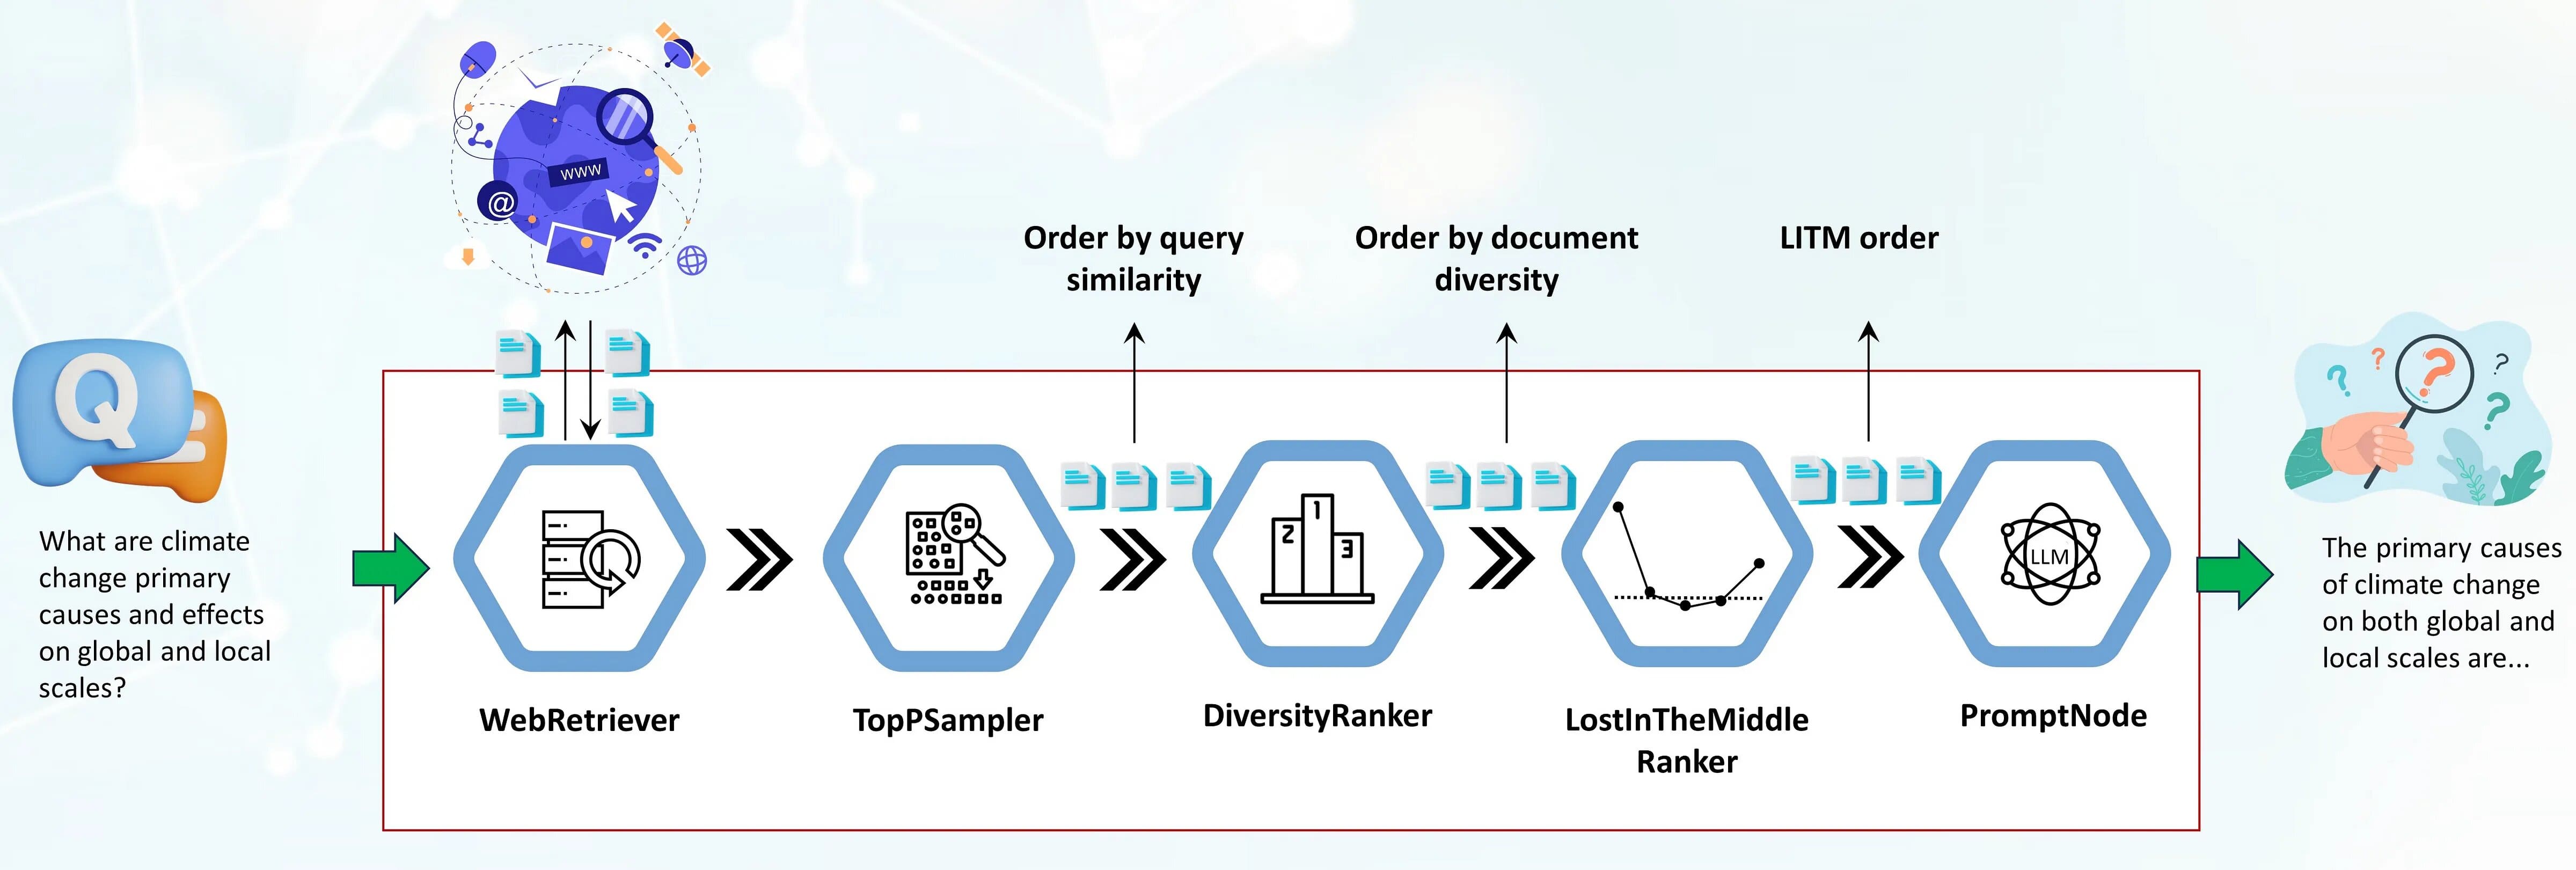 WWW
@
Order by query
similarity
Order by document
diversity
LITM order
Q
What are climate
change primary
causes and effects
on global and local
scales?
1
2
3
LLM
WebRetriever
TopPSampler
DiversityRanker
LostInTheMiddle
Ranker
PromptNode
? ? ? ? ?
The primary causes
of climate change
on both global and
local scales are...